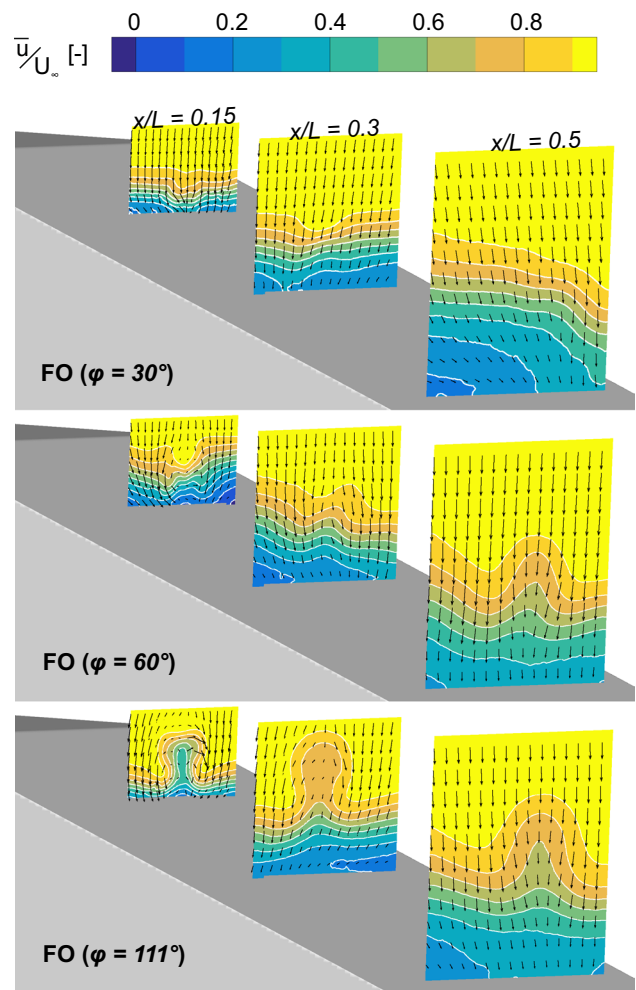 0 0.2 0.4 0.6 0.8
u̅/U∞ [-]
x/L = 0.15 x/L = 0.3 x/L = 0.5
FO (φ = 30°)
FO (φ = 60°)
FO (φ = 111°)